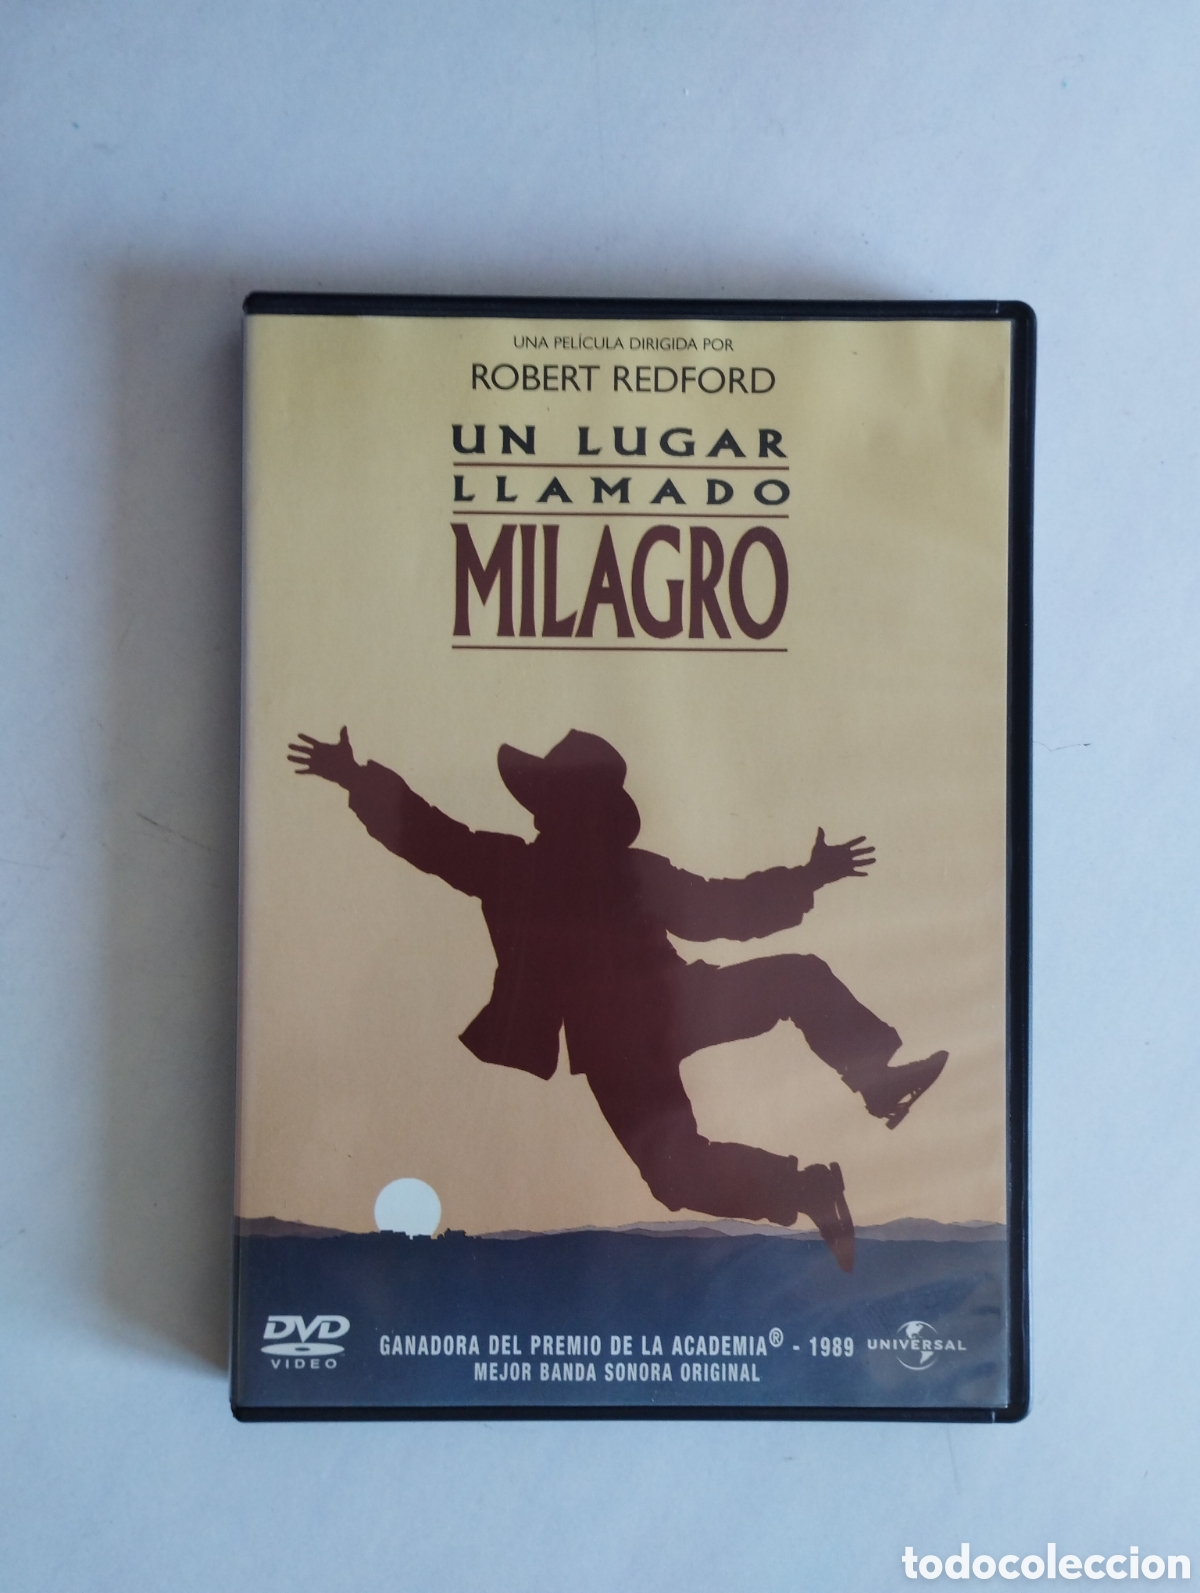 UNA PELÍCULA DIRIGIDA POR
ROBERT REDFORD
UN LUGAR
LLAMADO
MILAGRO
DVD
VIDEO
GANADORA DEL PREMIO DE LA ACADEMIA® - 1989
MEJOR BANDA SONORA ORIGINAL
UNIVERSAL
todocoleccion